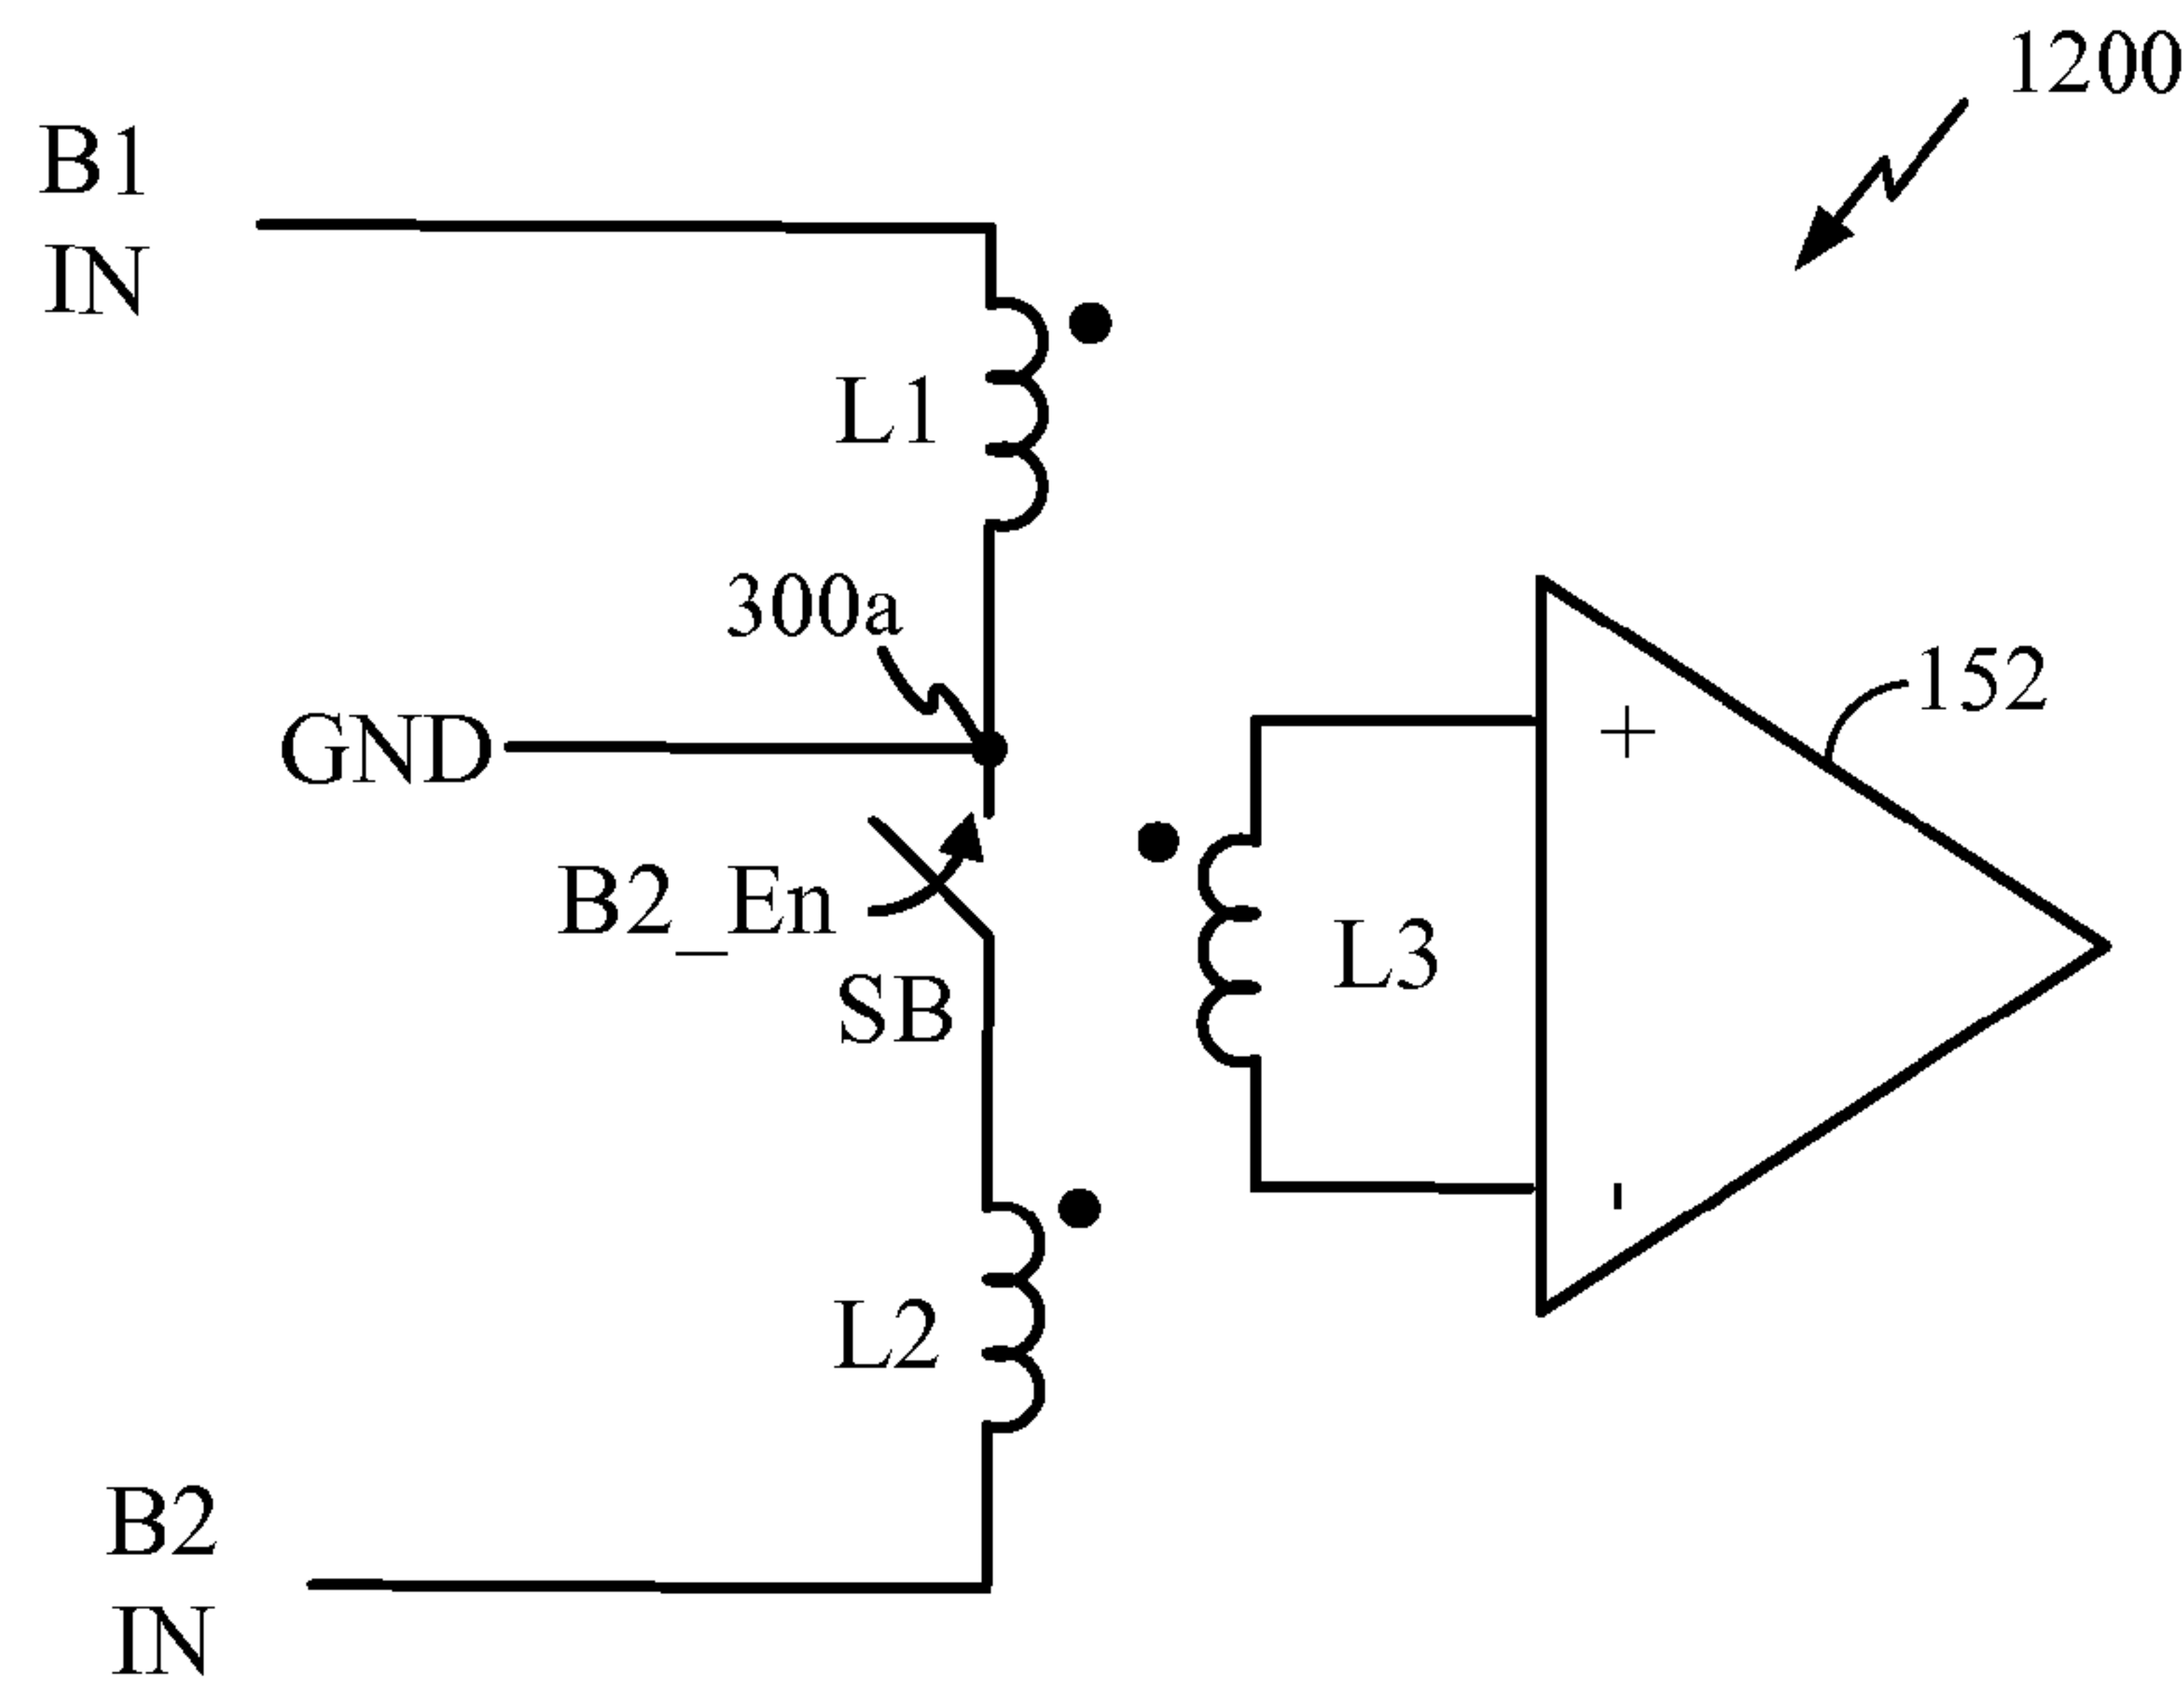 1200
B1
IN
L1
300a
152
GND
+
B2_En
L3
SB
-
L2
B2
IN